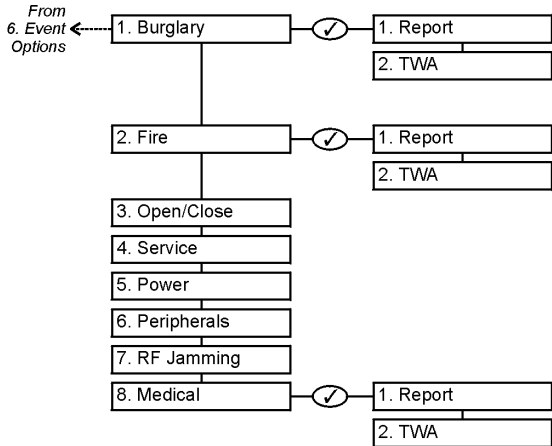 From
6. Event
Options
1. Burglary
✓
1. Report
2. TWA
2. Fire
✓
1. Report
2. TWA
3. Open/Close
4. Service
5. Power
6. Peripherals
7. RF Jamming
8. Medical
✓
1. Report
2. TWA